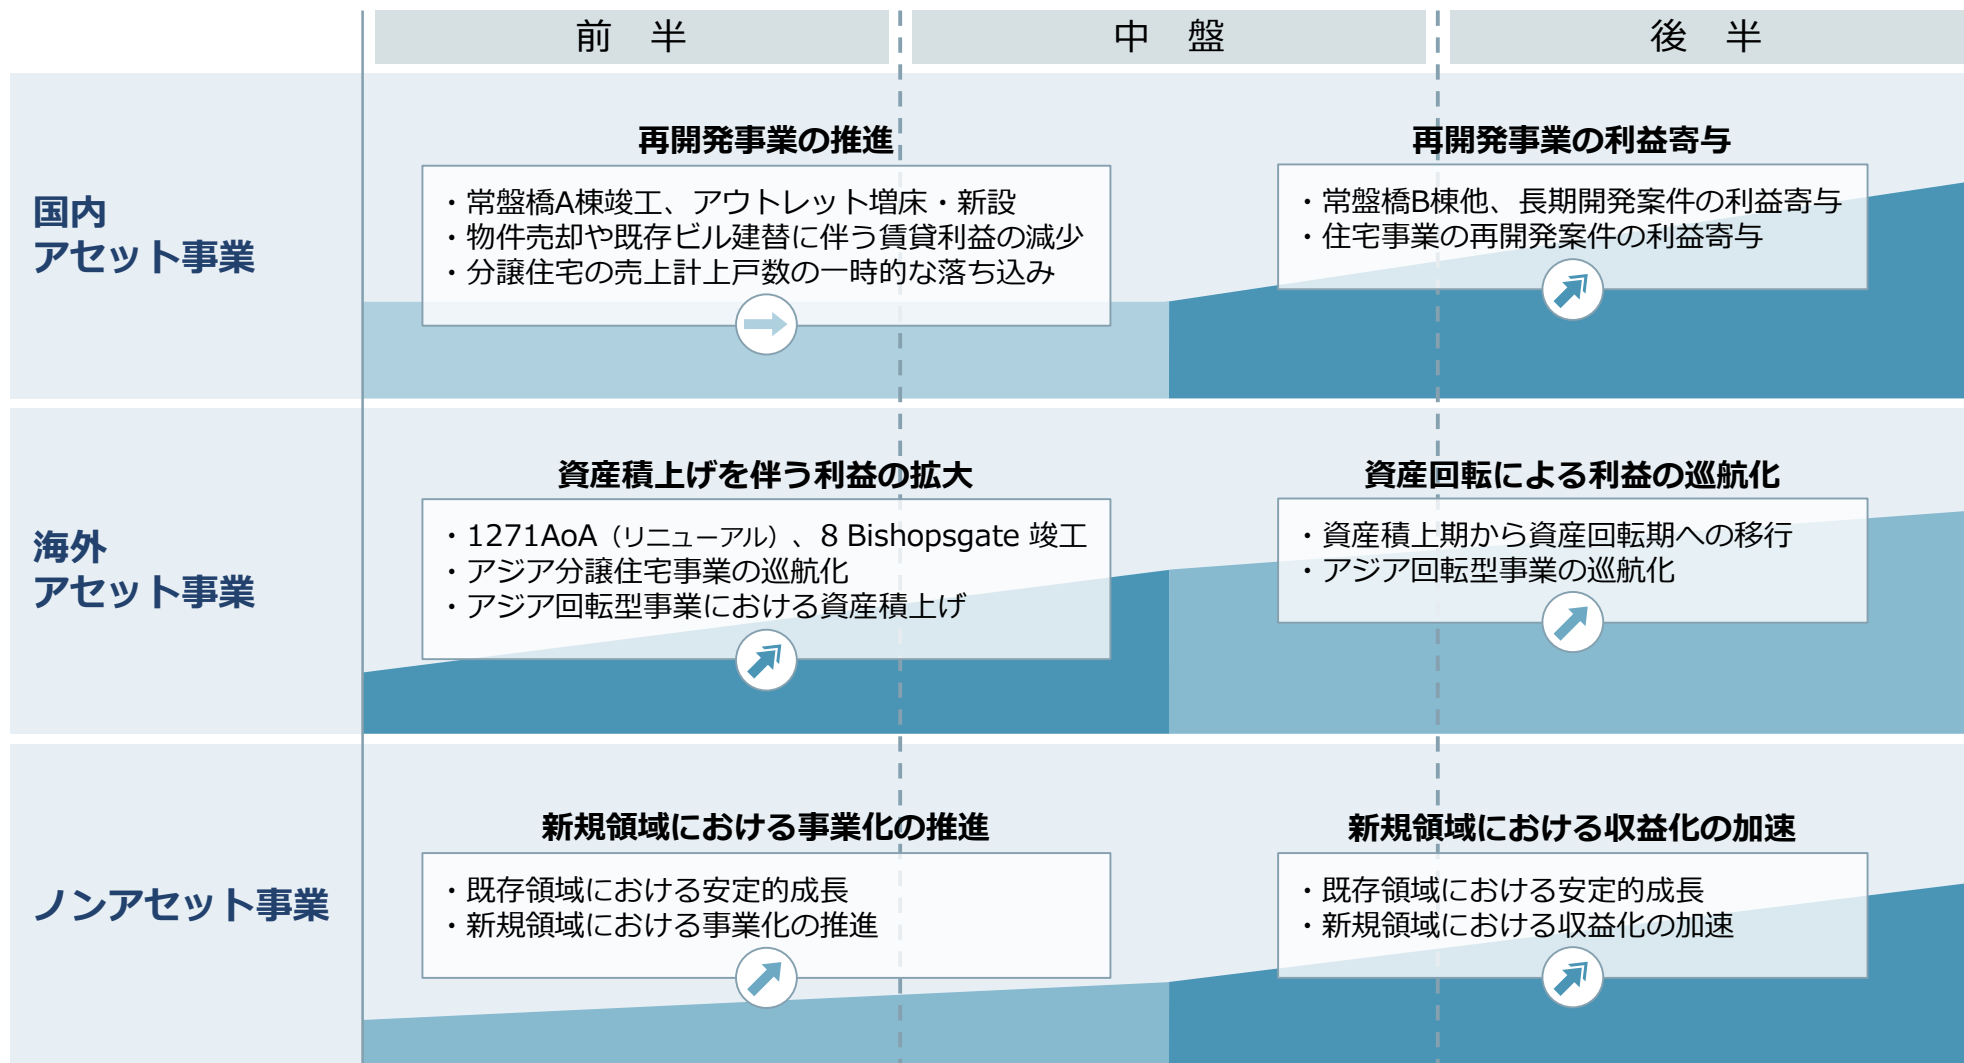 前　半
中　盤
後　半
国内
アセット事業
再開発事業の推進
・常盤橋A棟竣工、アウトレット増床・新設
・物件売却や既存ビル建替に伴う賃貸利益の減少
・分譲住宅の売上計上戸数の一時的な落ち込み
再開発事業の利益寄与
・常盤橋B棟他、長期開発案件の利益寄与
・住宅事業の再開発案件の利益寄与
海外
アセット事業
資産積上げを伴う利益の拡大
・1271AoA（リニューアル）、8 Bishopsgate 竣工
・アジア分譲住宅事業の巡航化
・アジア回転型事業における資産積上げ
資産回転による利益の巡航化
・資産積上期から資産回転期への移行
・アジア回転型事業の巡航化
ノンアセット事業
新規領域における事業化の推進
・既存領域における安定的成長
・新規領域における事業化の推進
新規領域における収益化の加速
・既存領域における安定的成長
・新規領域における収益化の加速